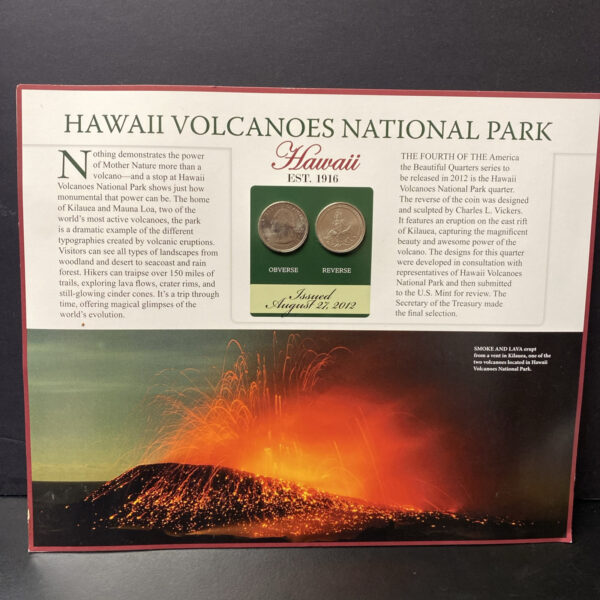 HAWAII VOLCANOES NATIONAL PARK
Hawaii
EST. 1916
Nothing demonstrates the power
of Mother Nature more than a
volcano—and a stop at Hawaii
Volcanoes National Park shows just how
monumental that power can be. The home
of Kilauea and Mauna Loa, two of the
world's most active volcanoes, the park
is a dramatic example of the different
typographies created by volcanic eruptions.
Visitors can see all types of landscapes from
woodland and desert to seacoast and rain
forest. Hikers can traipse over 150 miles of
trails, exploring lava flows, crater rims, and
still-glowing cinder cones. It's a trip through
time, offering magical glimpses of the
world's evolution.
OBVERSE
REVERSE
Issued
August 27, 2012
THE FOURTH OF THE America
the Beautiful Quarters series to
be released in 2012 is the Hawaii
Volcanoes National Park quarter.
The reverse of the coin was designed
and sculpted by Charles L. Vickers.
It features an eruption on the east rift
of Kilauea, capturing the magnificent
beauty and awesome power of the
volcano. The designs for this quarter
were developed in consultation with
representatives of Hawaii Volcanoes
National Park and then submitted
to the U.S. Mint for review. The
Secretary of the Treasury made
the final selection.
SMOKE AND LAVA erupt
from a vent in Kilauea, one of the
two volcanoes located in Hawaii
Volcanoes National Park.